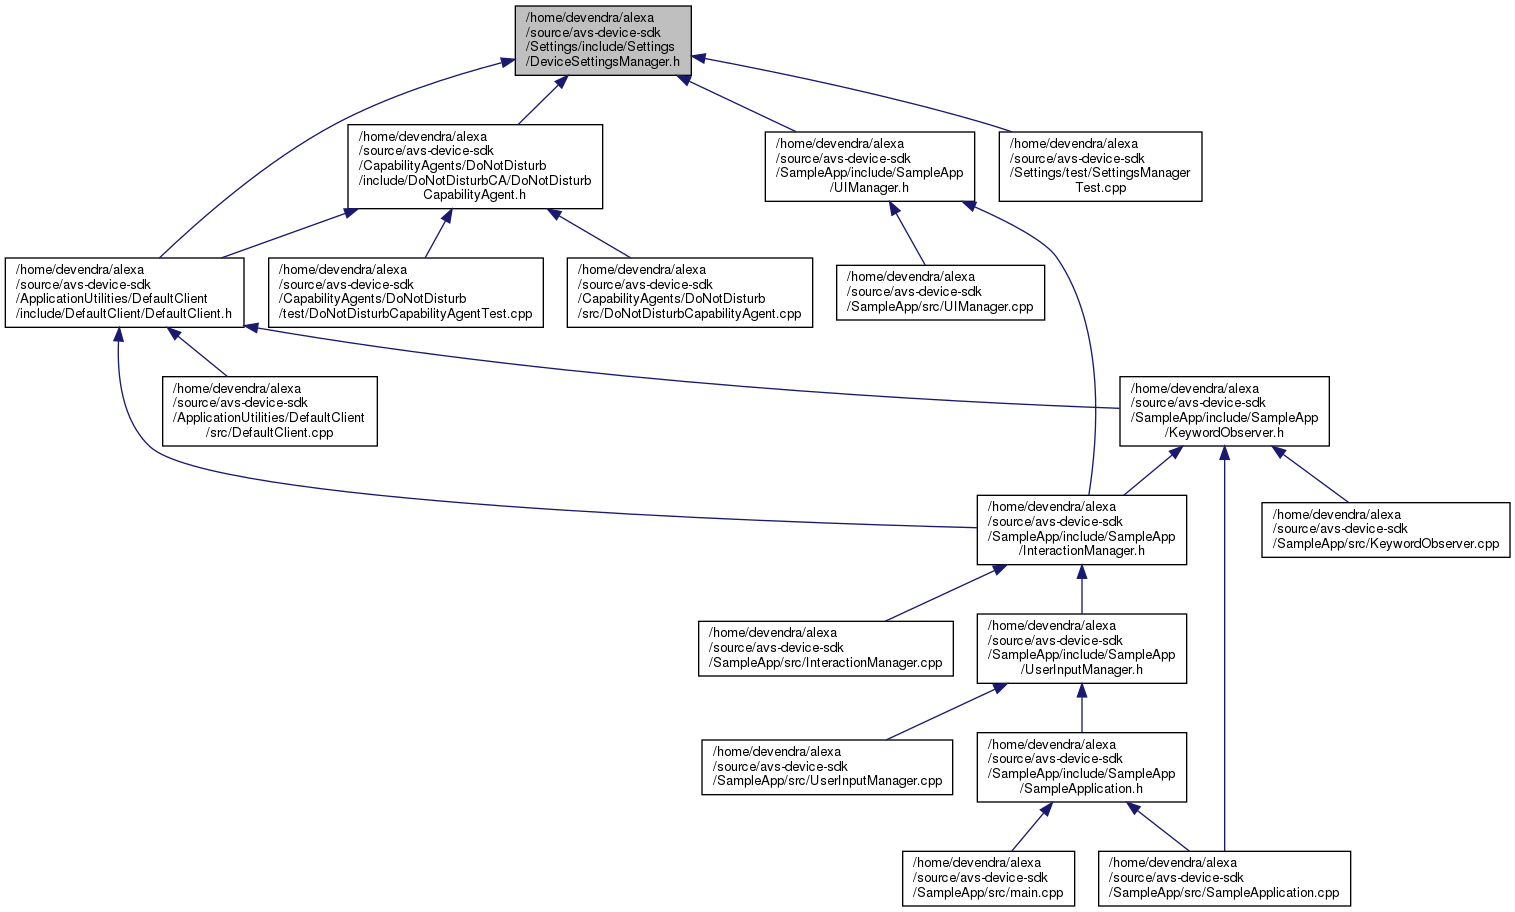 /home/devendra/alexa
/source/avs-device-sdk
/Settings/include/Settings
/DeviceSettingsManager.h
/home/devendra/alexa
/source/avs-device-sdk
/CapabilityAgents/DoNotDisturb
/include/DoNotDisturbCA/DoNotDisturb
CapabilityAgent.h
/home/devendra/alexa
/source/avs-device-sdk
/SampleApp/include/SampleApp
/UIManager.h
/home/devendra/alexa
/source/avs-device-sdk
/Settings/test/SettingsManager
Test.cpp
/home/devendra/alexa
/source/avs-device-sdk
/ApplicationUtilities/DefaultClient
/include/DefaultClient/DefaultClient.h
/home/devendra/alexa
/source/avs-device-sdk
/CapabilityAgents/DoNotDisturb
/test/DoNotDisturbCapabilityAgentTest.cpp
/home/devendra/alexa
/source/avs-device-sdk
/CapabilityAgents/DoNotDisturb
/src/DoNotDisturbCapabilityAgent.cpp
/home/devendra/alexa
/source/avs-device-sdk
/SampleApp/src/UIManager.cpp
/home/devendra/alexa
/source/avs-device-sdk
/ApplicationUtilities/DefaultClient
/src/DefaultClient.cpp
/home/devendra/alexa
/source/avs-device-sdk
/SampleApp/include/SampleApp
/KeywordObserver.h
/home/devendra/alexa
/source/avs-device-sdk
/SampleApp/include/SampleApp
/InteractionManager.h
/home/devendra/alexa
/source/avs-device-sdk
/SampleApp/src/KeywordObserver.cpp
/home/devendra/alexa
/source/avs-device-sdk
/SampleApp/src/InteractionManager.cpp
/home/devendra/alexa
/source/avs-device-sdk
/SampleApp/include/SampleApp
/UserInputManager.h
/home/devendra/alexa
/source/avs-device-sdk
/SampleApp/src/UserInputManager.cpp
/home/devendra/alexa
/source/avs-device-sdk
/SampleApp/include/SampleApp
/SampleApplication.h
/home/devendra/alexa
/source/avs-device-sdk
/SampleApp/src/main.cpp
/home/devendra/alexa
/source/avs-device-sdk
/SampleApp/src/SampleApplication.cpp